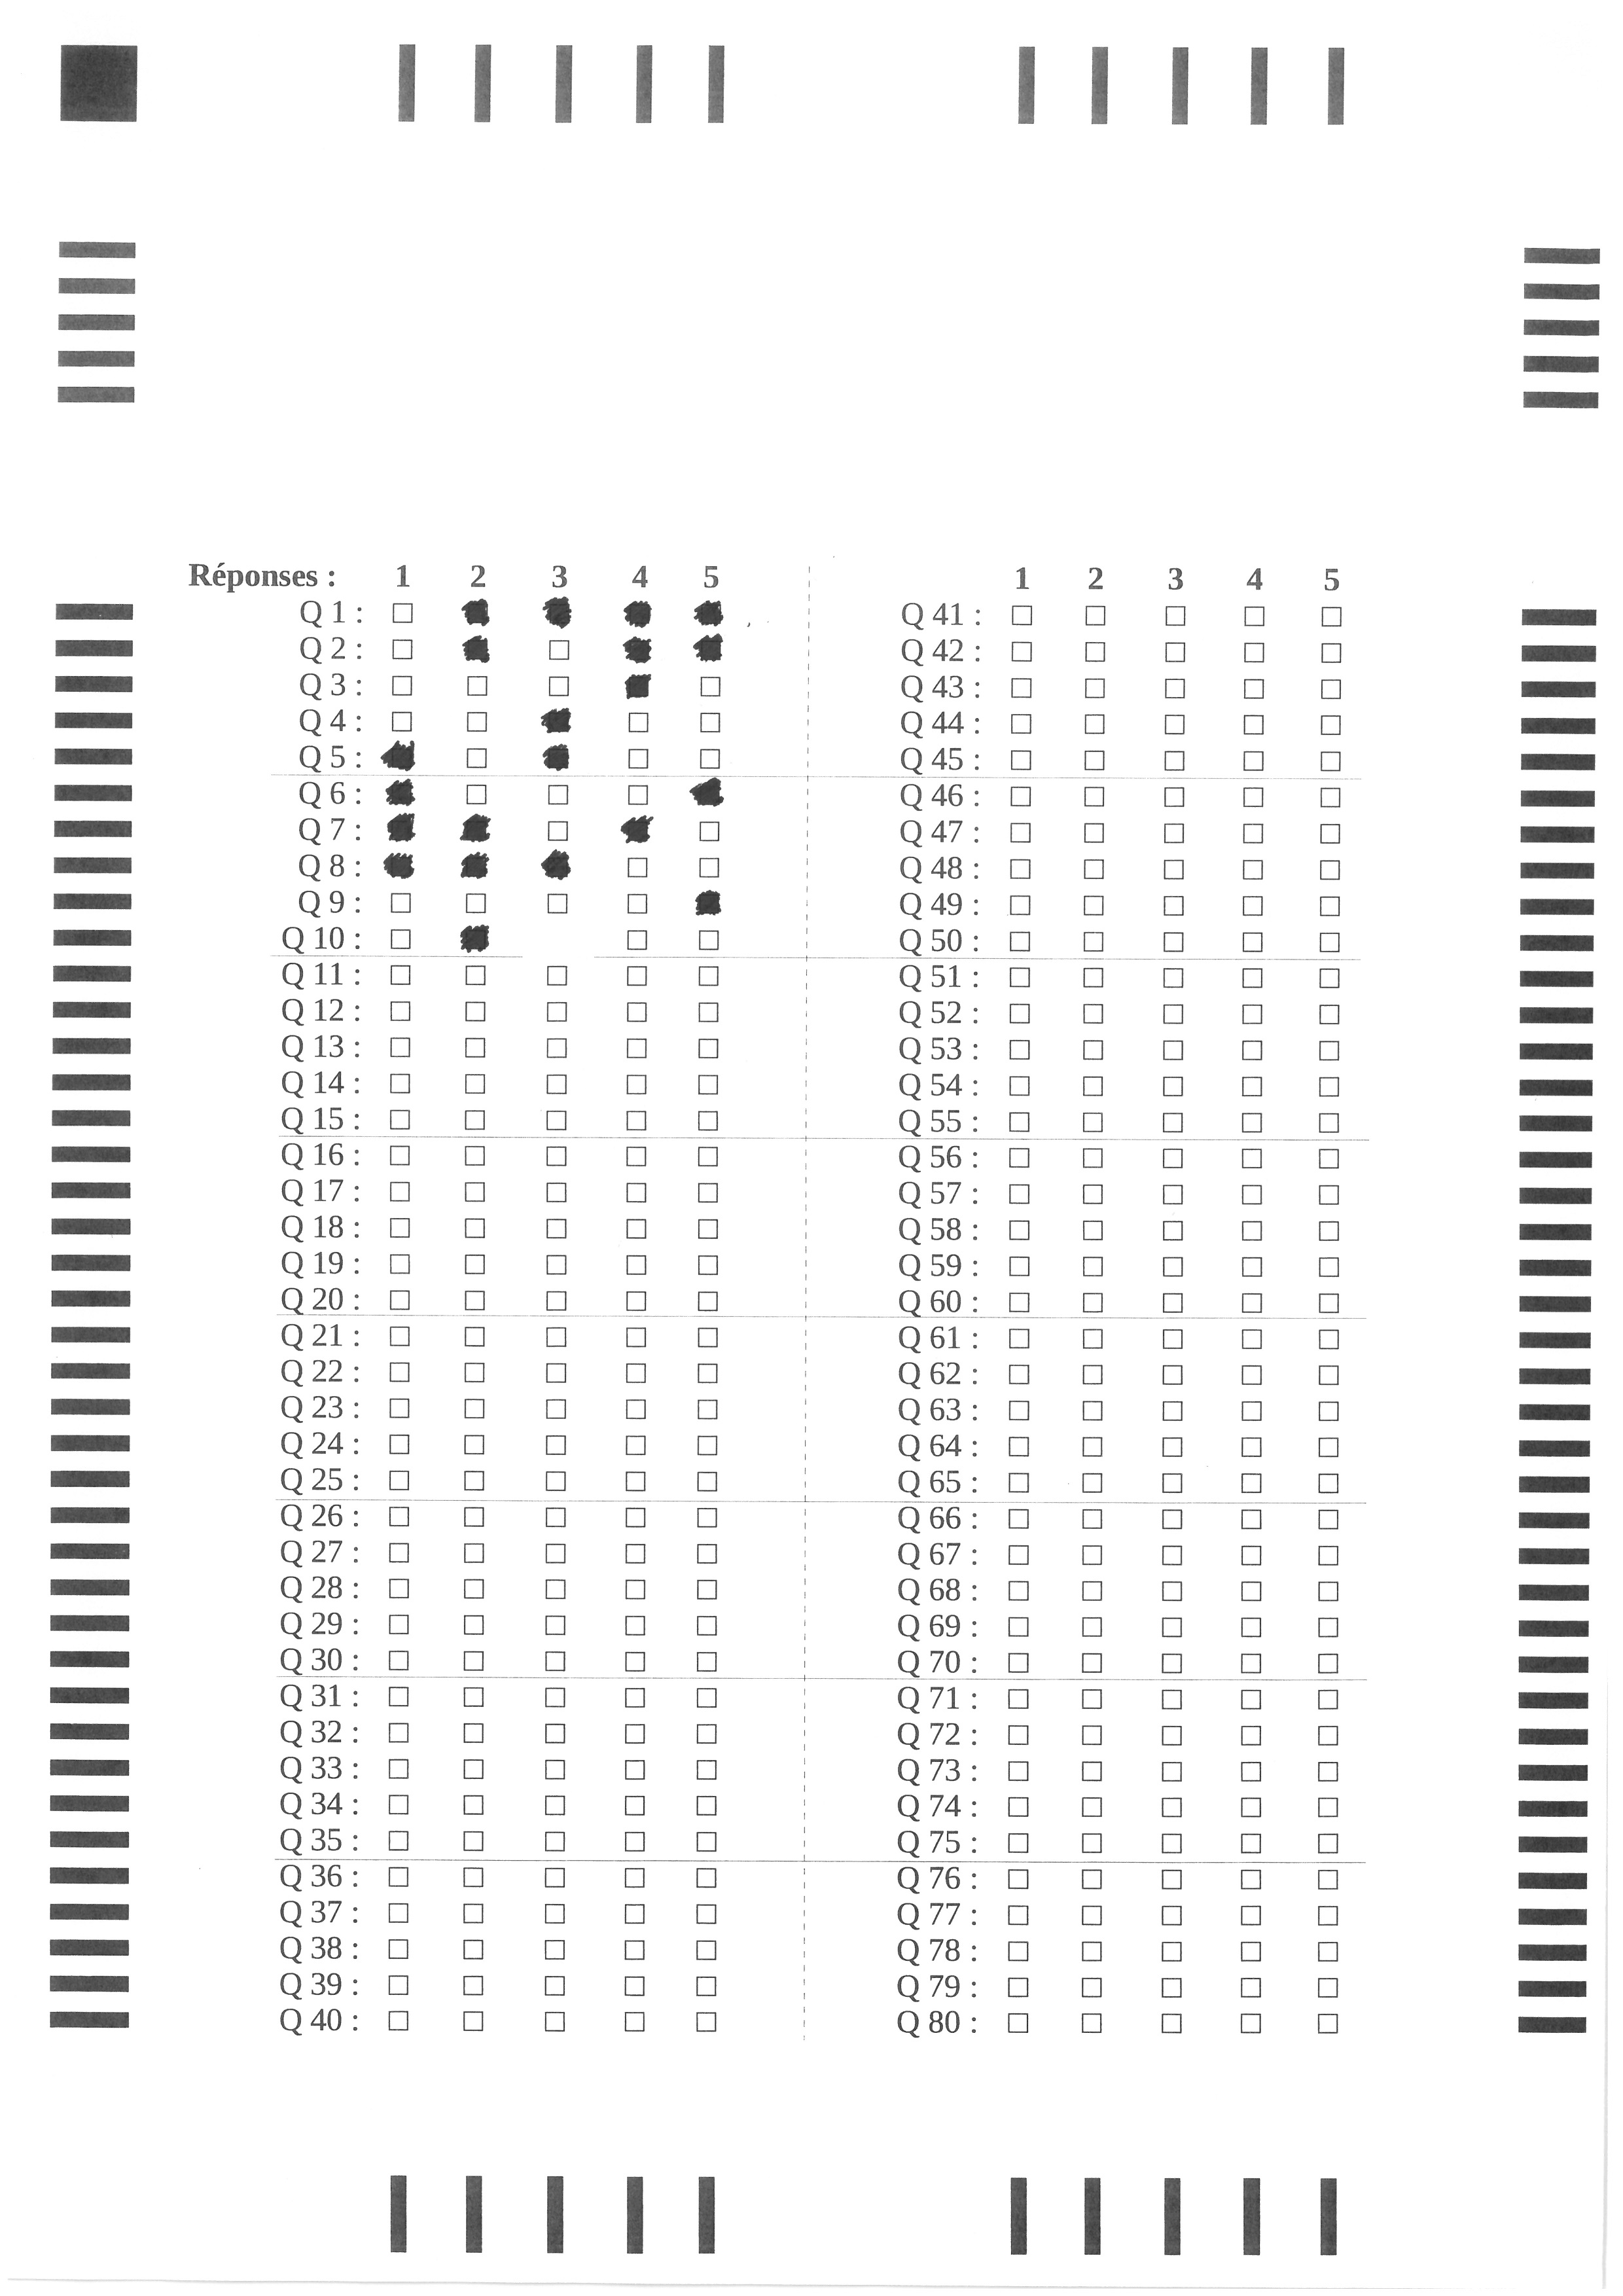 Réponses : 1 2 3 4 5
Q 1 :
Q 2 :
Q 3 :
Q 4 :
Q 5 :
Q 6 :
Q 7 :
Q 8 :
Q 9 :
Q 10 :
Q 11 :
Q 12 :
Q 13 :
Q 14 :
Q 15 :
Q 16 :
Q 17 :
Q 18 :
Q 19 :
Q 20 :
Q 21 :
Q 22 :
Q 23 :
Q 24 :
Q 25 :
Q 26 :
Q 27 :
Q 28 :
Q 29 :
Q 30 :
Q 31 :
Q 32 :
Q 33 :
Q 34 :
Q 35 :
Q 36 :
Q 37 :
Q 38 :
Q 39 :
Q 40 :
1 2 3 4 5
Q 41 :
Q 42 :
Q 43 :
Q 44 :
Q 45 :
Q 46 :
Q 47 :
Q 48 :
Q 49 :
Q 50 :
Q 51 :
Q 52 :
Q 53 :
Q 54 :
Q 55 :
Q 56 :
Q 57 :
Q 58 :
Q 59 :
Q 60 :
Q 61 :
Q 62 :
Q 63 :
Q 64 :
Q 65 :
Q 66 :
Q 67 :
Q 68 :
Q 69 :
Q 70 :
Q 71 :
Q 72 :
Q 73 :
Q 74 :
Q 75 :
Q 76 :
Q 77 :
Q 78 :
Q 79 :
Q 80 :